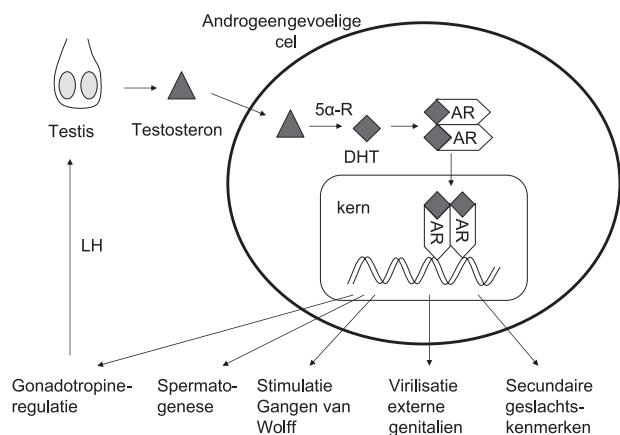 Androgeengevoelige
cel
5α-R
AR
AR
Testis
Testosteron
DHT
kern
AR
AR
LH
Gonadotropine-
regulatie
Spermato-
genese
Stimulatie
Gangen van
Wolff
Virilisatie
externe
genitalien
Secundaire
geslachts-
kenmerken